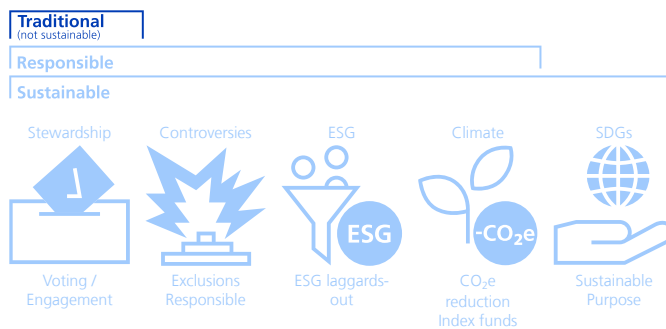 Traditional
(not sustainable)
Responsible
Sustainable
Stewardship
Controversies
ESG
Climate
SDGs
ESG
-CO₂e
Voting /
Engagement
Exclusions
Responsible
ESG laggards-
out
CO₂e
reduction
Index funds
Sustainable
Purpose